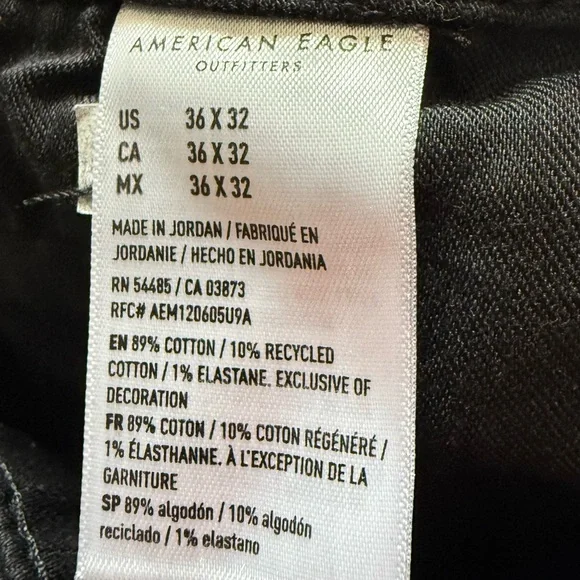 AMERICAN EAGLE
OUTFITTERS
US 36 X 32
CA 36 X 32
MX 36 X 32
MADE IN JORDAN / FABRIQUÉ EN
JORDANIE / HECHO EN JORDANIA
RN 54485 / CA 03873
RFC# AEM120605U9A
EN 89% COTTON / 10% RECYCLED
COTTON / 1% ELASTANE. EXCLUSIVE OF
DECORATION
FR 89% COTON / 10% COTON RÉGÉNÉRÉ /
1% ÉLASTHANNE. À L'EXCEPTION DE LA
GARNITURE
SP 89% algodón / 10% algodón
reciclado / 1% elastano